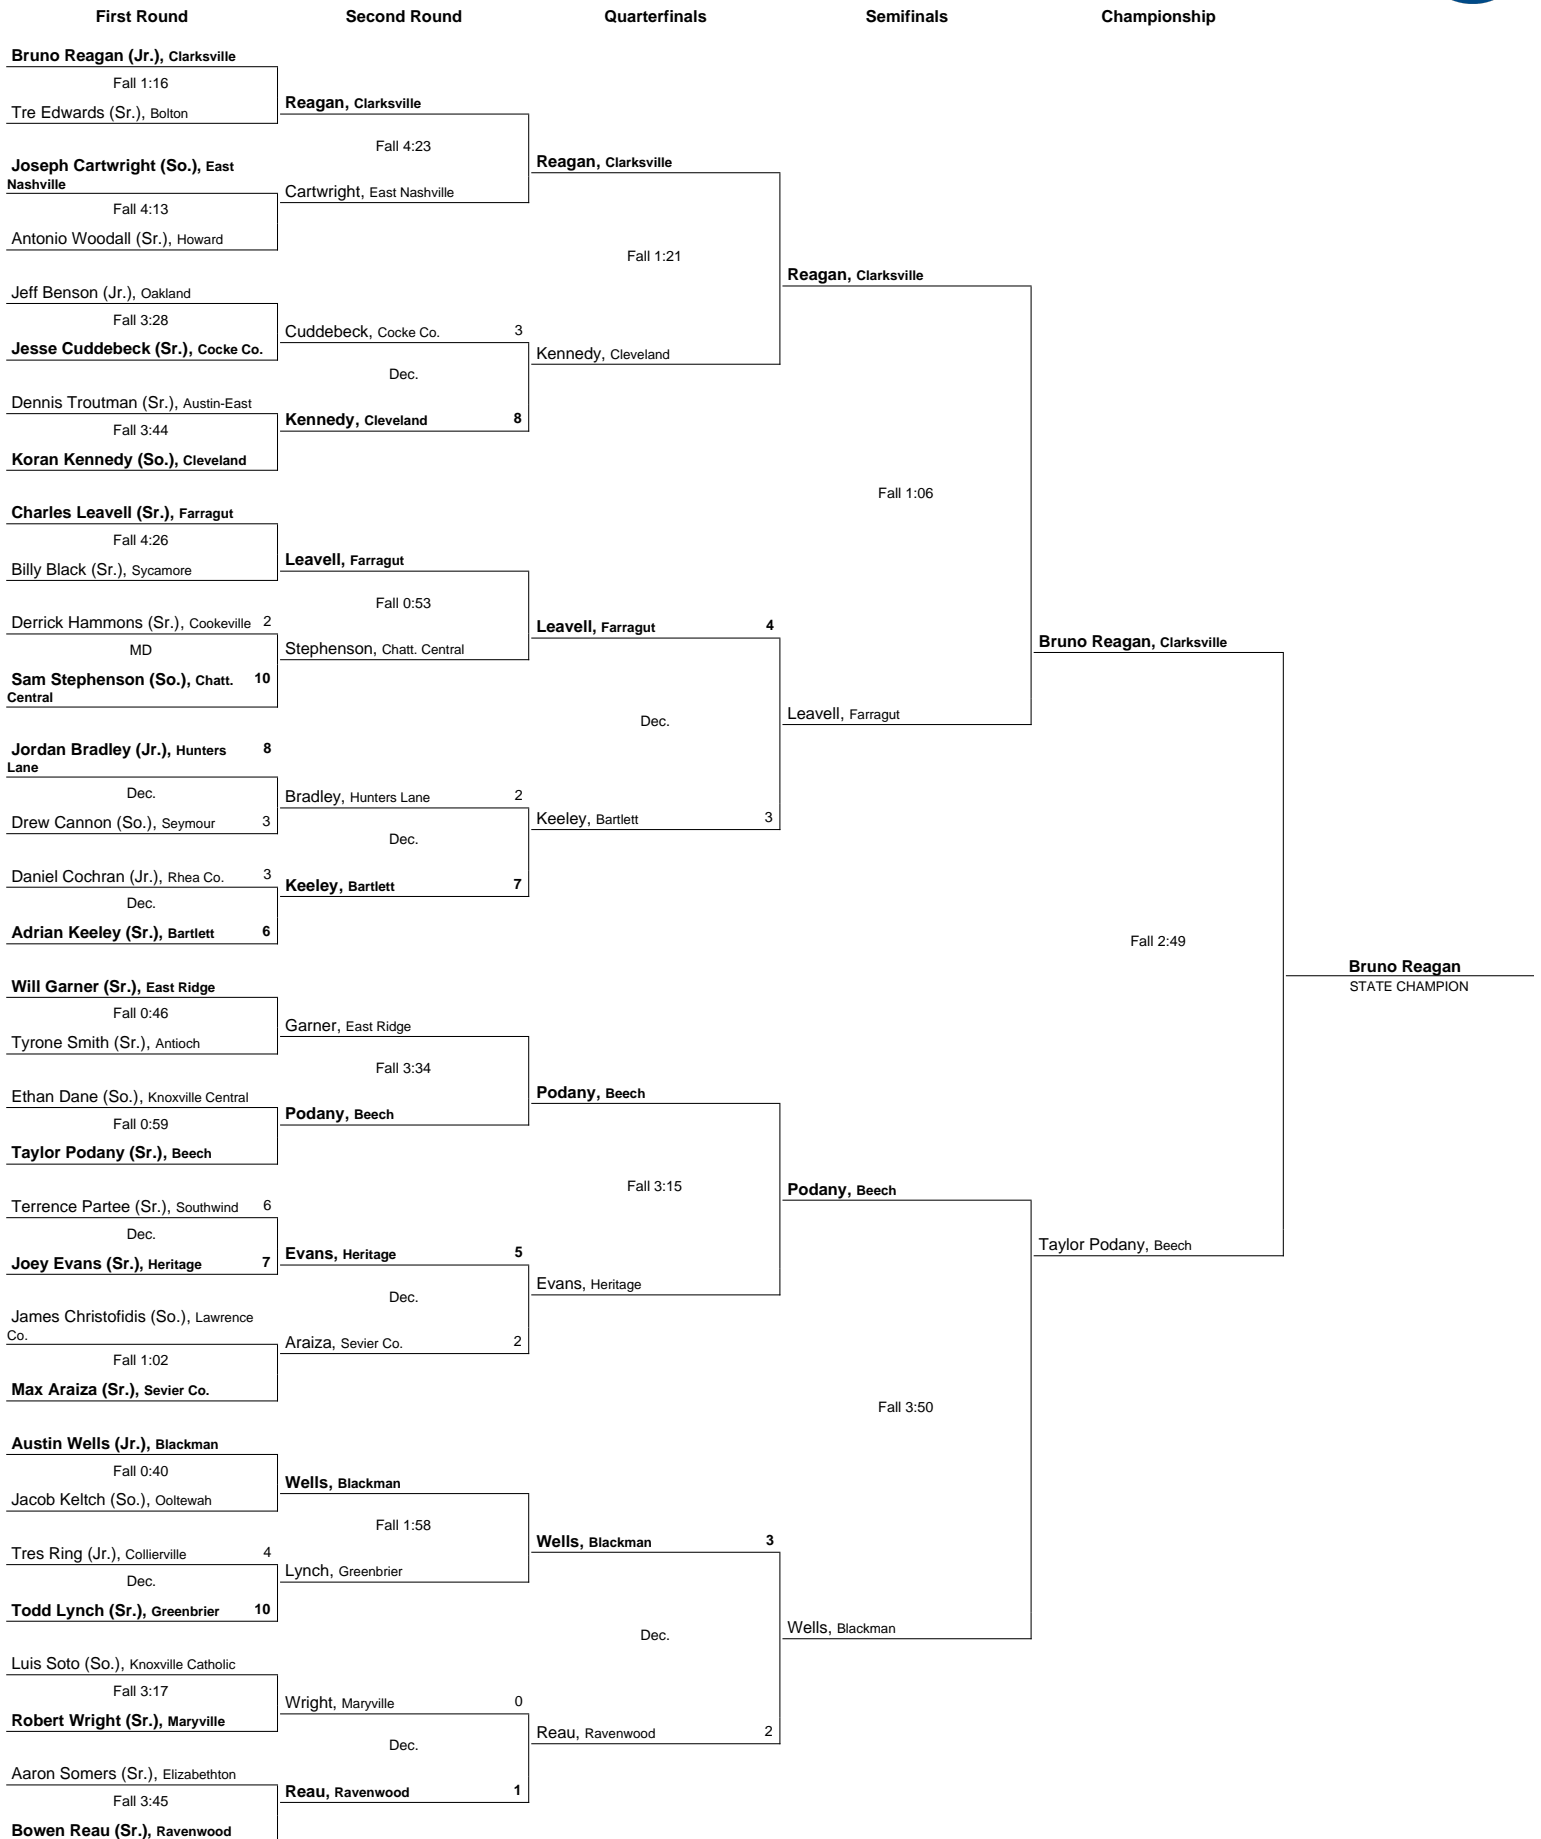 First Round
Second Round
Quarterfinals
Semifinals
Championship
Bruno Reagan (Jr.), Clarksville
Fall 1:16
Tre Edwards (Sr.), Bolton
Joseph Cartwright (So.), East
Nashville
Fall 4:13
Antonio Woodall (Sr.), Howard
Jeff Benson (Jr.), Oakland
Fall 3:28
Jesse Cuddebeck (Sr.), Cocke Co.
Dennis Troutman (Sr.), Austin-East
Fall 3:44
Koran Kennedy (So.), Cleveland
Charles Leavell (Sr.), Farragut
Fall 4:26
Billy Black (Sr.), Sycamore
Derrick Hammons (Sr.), Cookeville 2
MD
Sam Stephenson (So.), Chatt. 10
Central
Jordan Bradley (Jr.), Hunters 8
Lane
Dec.
Drew Cannon (So.), Seymour 3
Daniel Cochran (Jr.), Rhea Co. 3
Dec.
Adrian Keeley (Sr.), Bartlett 6
Will Garner (Sr.), East Ridge
Fall 0:46
Tyrone Smith (Sr.), Antioch
Ethan Dane (So.), Knoxville Central
Fall 0:59
Taylor Podany (Sr.), Beech
Terrence Partee (Sr.), Southwind 6
Dec.
Joey Evans (Sr.), Heritage 7
James Christofidis (So.), Lawrence
Co.
Fall 1:02
Max Araiza (Sr.), Sevier Co.
Austin Wells (Jr.), Blackman
Fall 0:40
Jacob Keltch (So.), Ooltewah
Tres Ring (Jr.), Collierville 4
Dec.
Todd Lynch (Sr.), Greenbrier 10
Luis Soto (So.), Knoxville Catholic
Fall 3:17
Robert Wright (Sr.), Maryville
Aaron Somers (Sr.), Elizabethton
Fall 3:45
Bowen Reau (Sr.), Ravenwood
Reagan, Clarksville
Fall 4:23
Cartwright, East Nashville
Cuddebeck, Cocke Co. 3
Dec.
Kennedy, Cleveland 8
Leavell, Farragut
Fall 0:53
Stephenson, Chatt. Central
Bradley, Hunters Lane 2
Dec.
Keeley, Bartlett 7
Garner, East Ridge
Fall 3:34
Podany, Beech
Evans, Heritage 5
Dec.
Araiza, Sevier Co. 2
Wells, Blackman
Fall 1:58
Lynch, Greenbrier
Wright, Maryville 0
Dec.
Reau, Ravenwood 1
Reagan, Clarksville
Fall 1:21
Kennedy, Cleveland
Leavell, Farragut 4
Dec.
Keeley, Bartlett 3
Podany, Beech
Fall 3:15
Evans, Heritage
Wells, Blackman 3
Dec.
Reau, Ravenwood 2
Reagan, Clarksville
Fall 1:06
Leavell, Farragut
Podany, Beech
Fall 3:50
Wells, Blackman
Bruno Reagan, Clarksville
Fall 2:49
Taylor Podany, Beech
Bruno Reagan
STATE CHAMPION